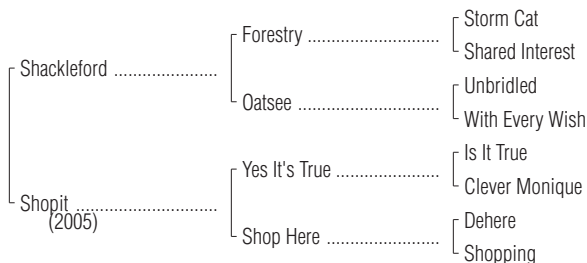 Storm Cat
Forestry ........................
Shared Interest
Shackleford ........................
Unbridled
Oatsee ........................
With Every Wish
Is It True
Yes It's True ........................
Clever Monique
Shopit ........................
(2005)
Dehere
Shop Here ........................
Shopping